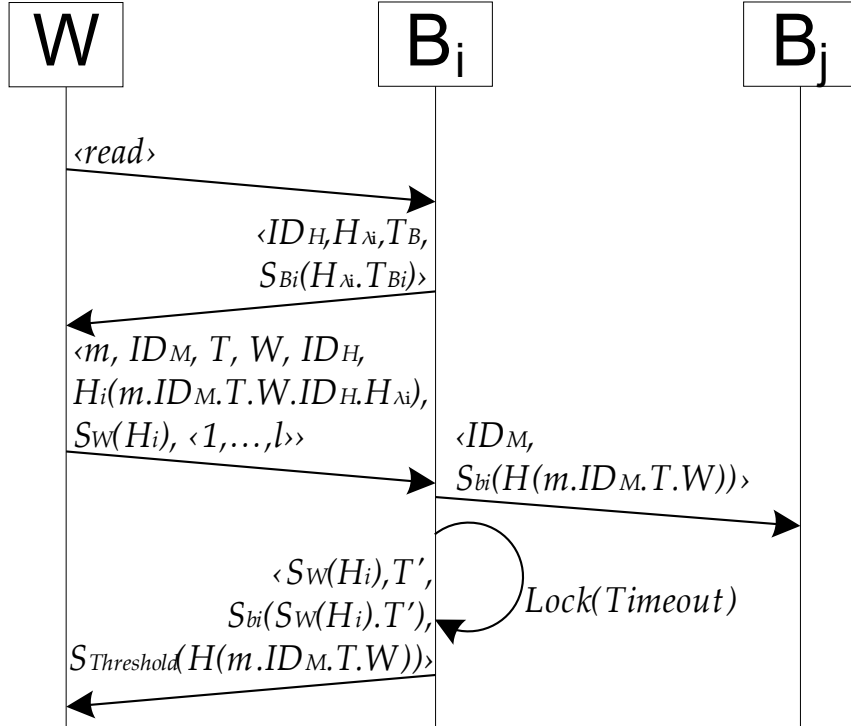 W
B_i
B_j
‹read›
‹ID_H,H_λi,T_B,
S_Bi(H_λi.T_Bi)›
‹m, ID_M, T, W, ID_H,
H_i(m.ID_M.T.W.ID_H.H_λi),
S_W(H_i), ‹1,...,l››
‹ID_M,
S_bi(H(m.ID_M.T.W))›
‹S_W(H_i),T',
S_bi(S_W(H_i).T'),
S_Threshold(H(m.ID_M.T.W))›
Lock(Timeout)